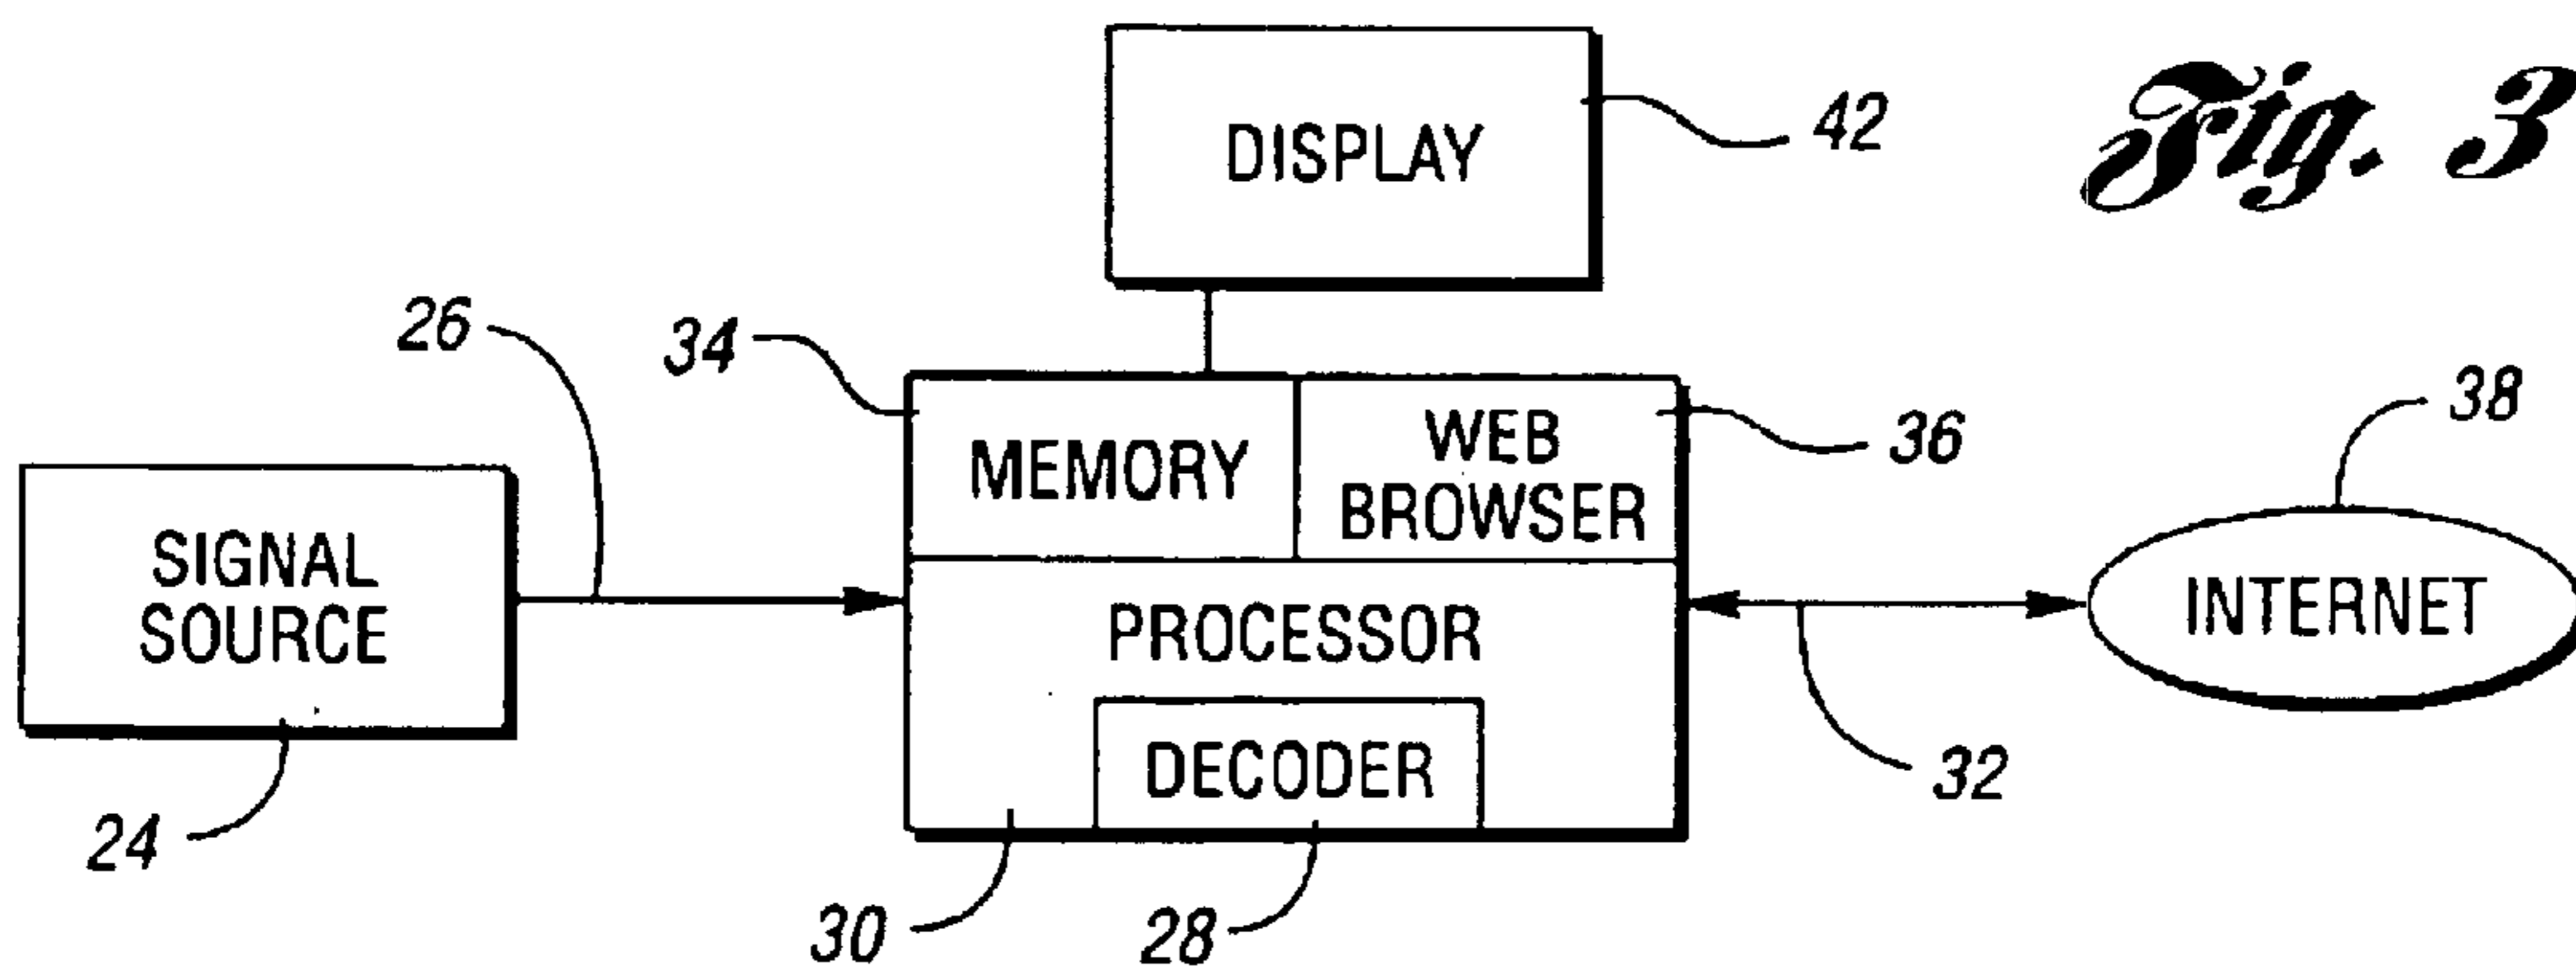 DISPLAY
42
Fig. 3
26
34
MEMORY
WEB
BROWSER
36
38
SIGNAL
SOURCE
PROCESSOR
INTERNET
DECODER
32
24
30
28